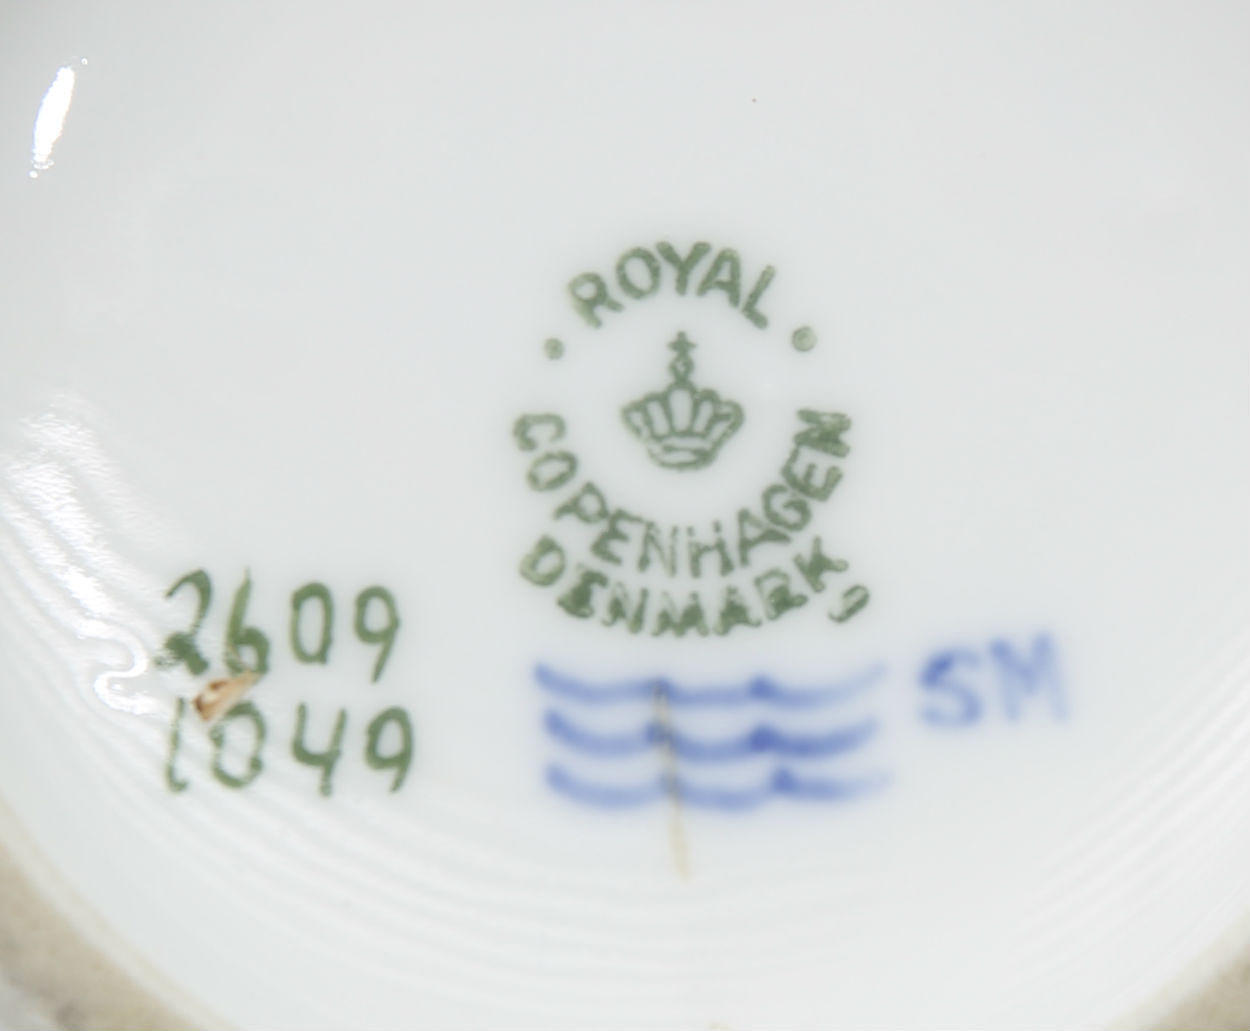 ROYAL
COPENHAGEN
DENMARK
2609
1049
SM